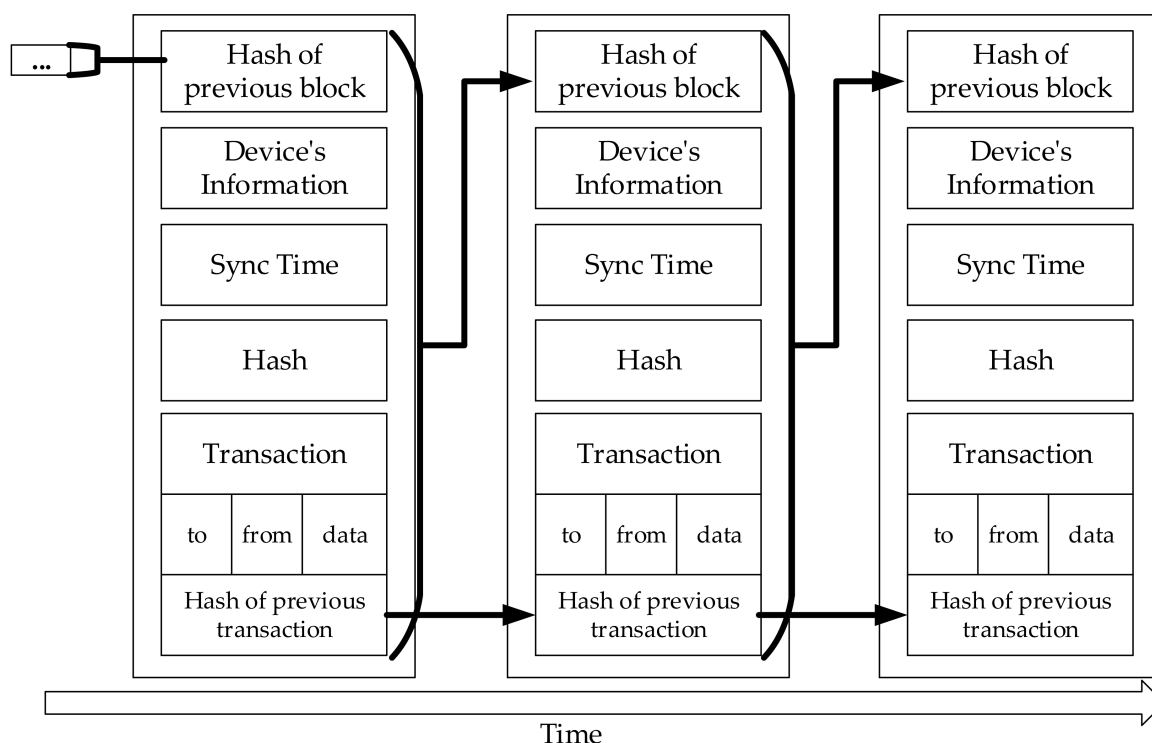 ...
Hash of
previous block
Device's
Information
Sync Time
Hash
Transaction
to from data
Hash of previous
transaction
Hash of
previous block
Device's
Information
Sync Time
Hash
Transaction
to from data
Hash of previous
transaction
Hash of
previous block
Device's
Information
Sync Time
Hash
Transaction
to from data
Hash of previous
transaction
Time